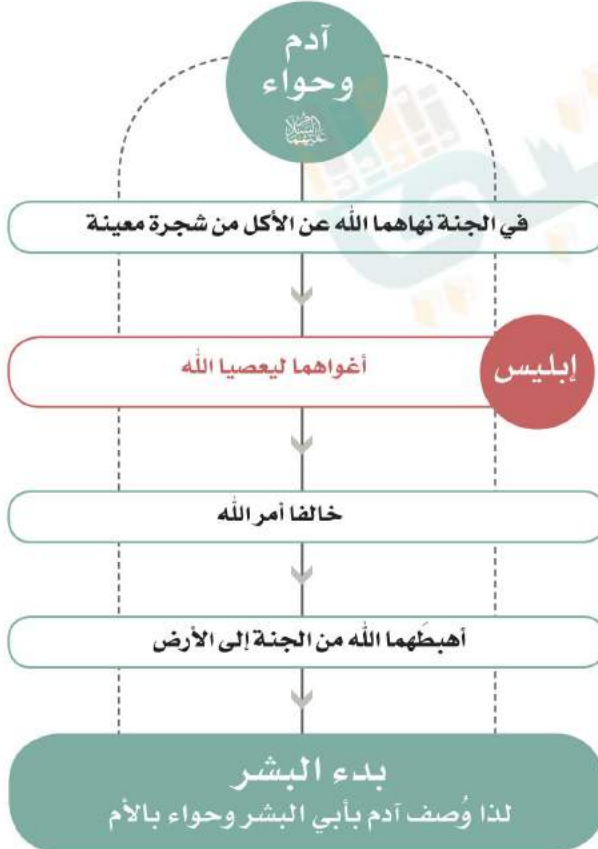 آدم
وحواء
عليهما السلام
في الجنة نهاهما الله عن الأكل من شجرة معينة
إبليس
أغواهما ليعصيا الله
خالفا أمر الله
أهبطَهما الله من الجنة إلى الأرض
بدء البشر
لذا وُصف آدم بأبي البشر وحواء بالأم